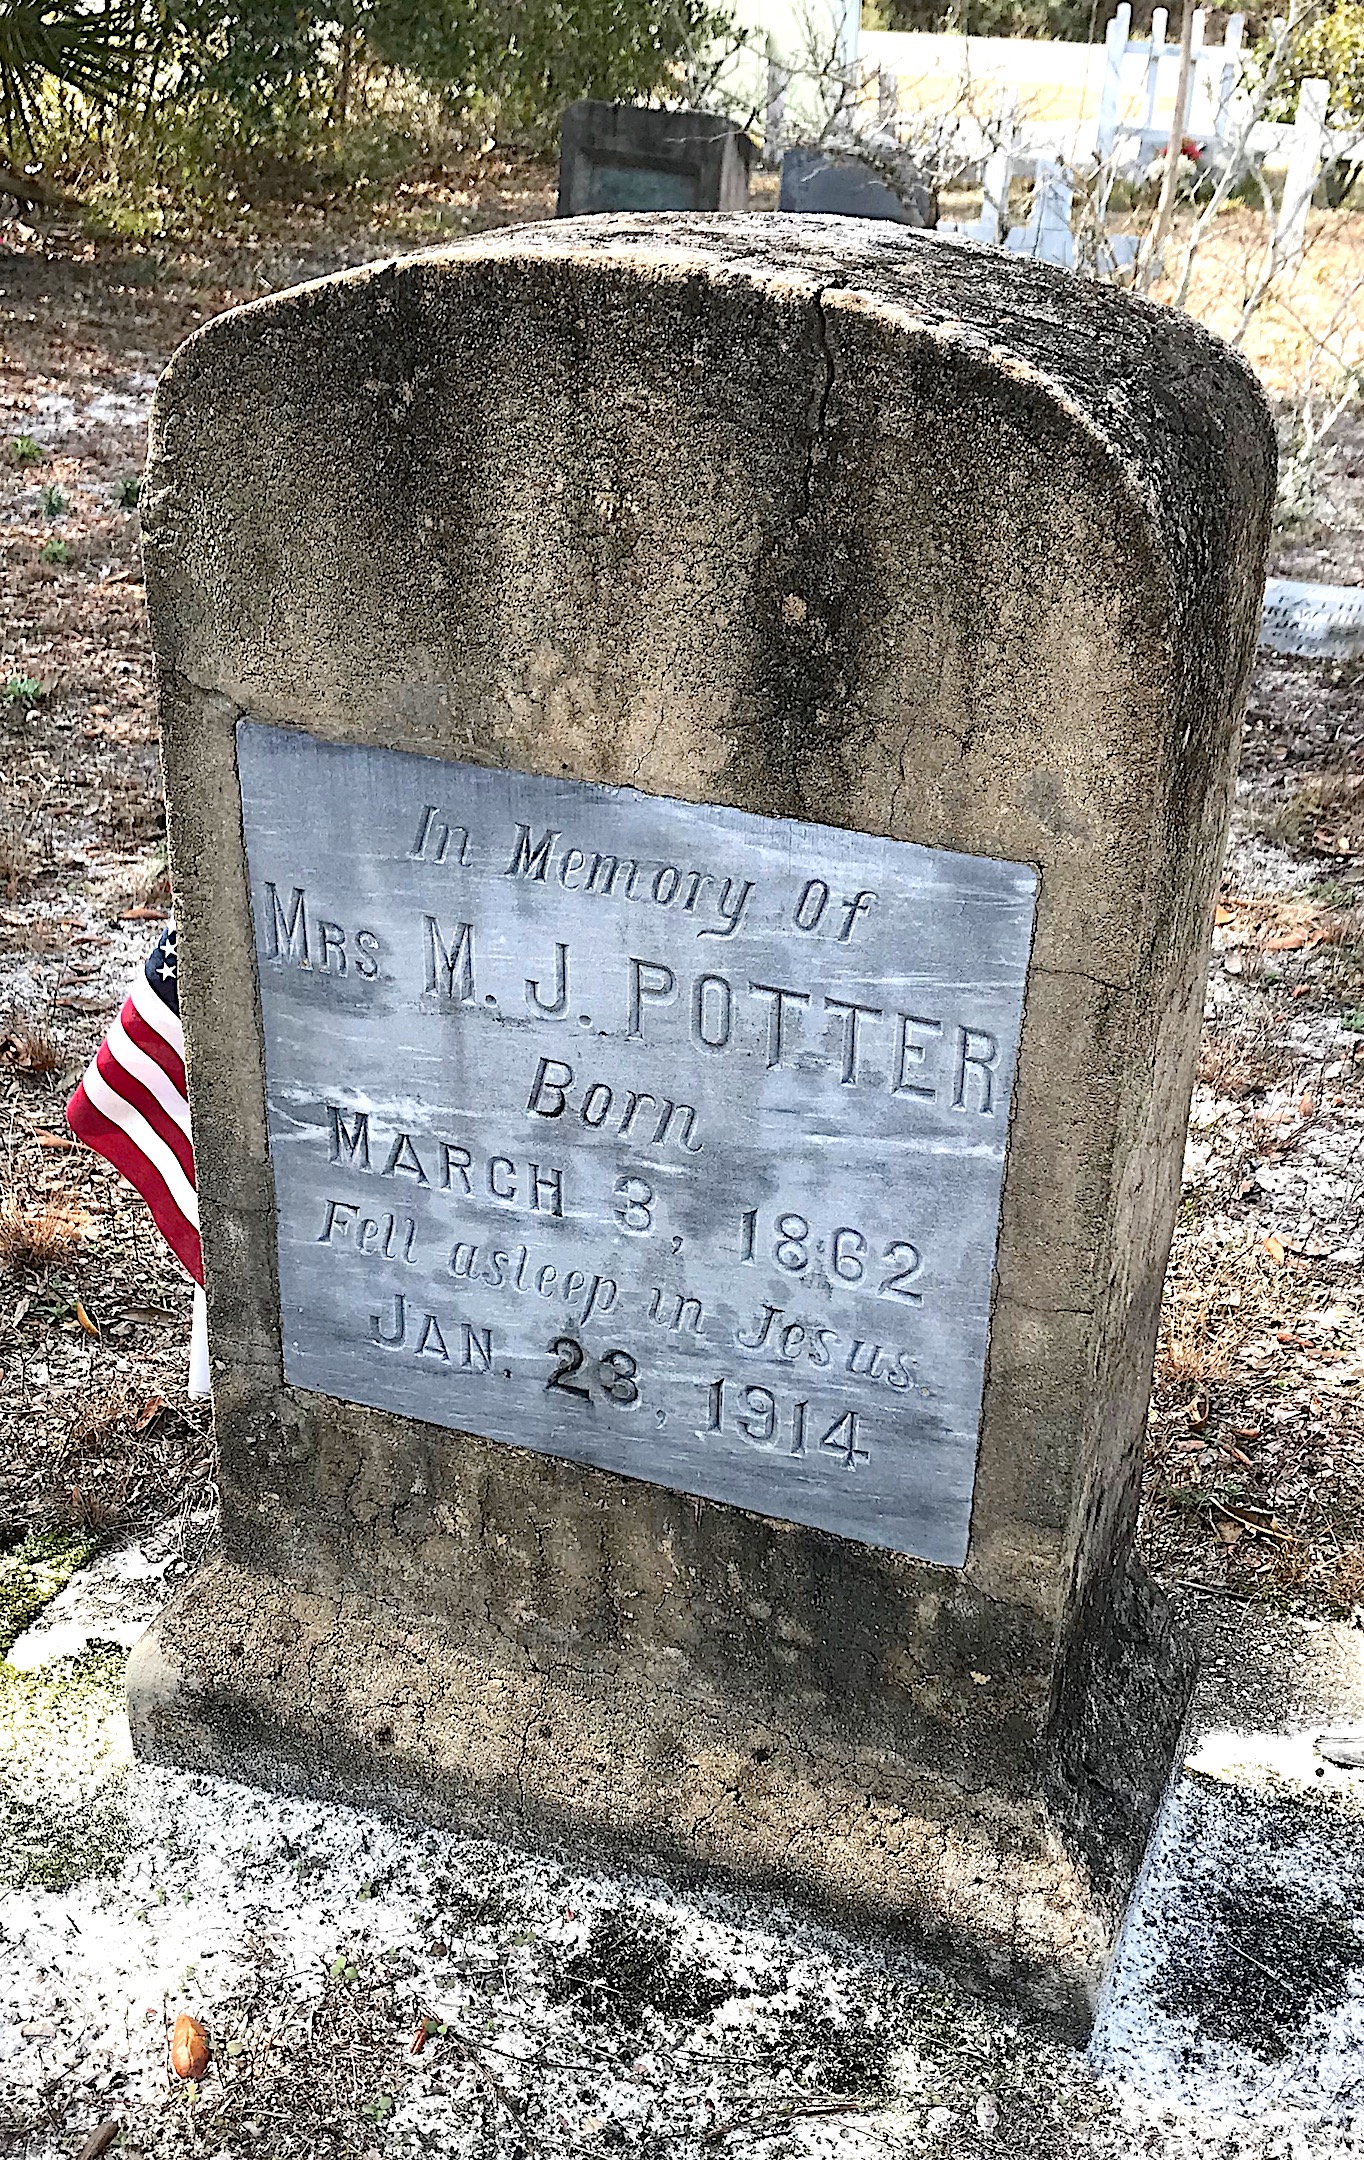 In Memory Of
MRS M. J. POTTER
Born
MARCH 3, 1862
Fell asleep in Jesus.
JAN. 23, 1914